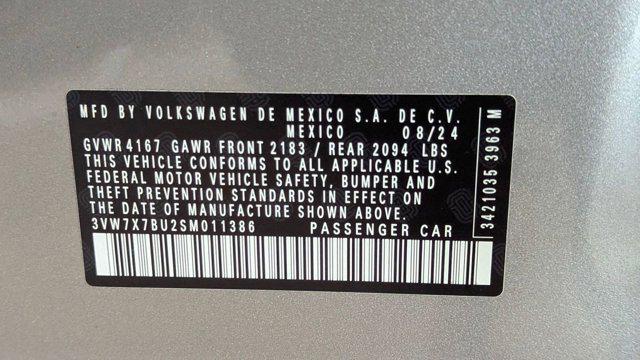 MFD BY VOLKSWAGEN DE MEXICO S.A. DE C.V.
MEXICO 08/24
GVWR 4167 GAWR FRONT 2183 / REAR 2094 LBS
THIS VEHICLE CONFORMS TO ALL APPLICABLE U.S.
FEDERAL MOTOR VEHICLE SAFETY, BUMPER AND
THEFT PREVENTION STANDARDS IN EFFECT ON
THE DATE OF MANUFACTURE SHOWN ABOVE.
3VW7X7BU2SM011386 PASSENGER CAR
3421035 3963 M